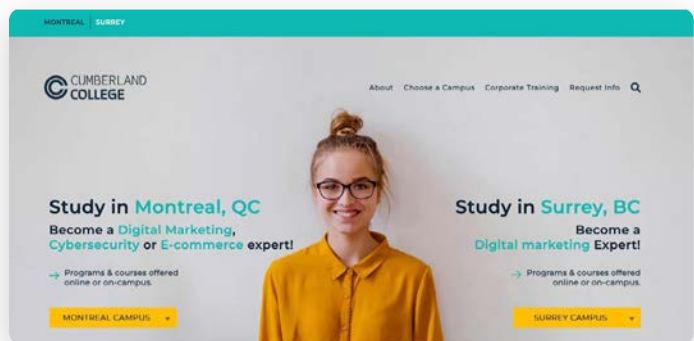 MONTREAL | SURREY
CUMBERLAND
COLLEGE
About Choose a Campus Corporate Training Request Info
Study in Montreal, QC
Become a Digital Marketing,
Cybersecurity or E-commerce expert!
Programs & courses offered
online or on-campus.
MONTREAL CAMPUS
Study in Surrey, BC
Become a
Digital marketing Expert!
Programs & courses offered
online or on-campus.
SURREY CAMPUS